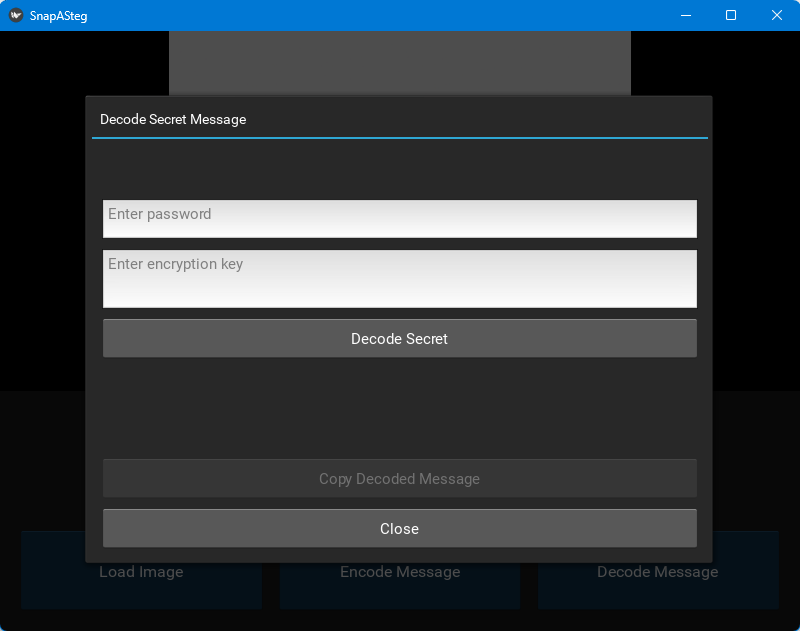 SnapASteg
Decode Secret Message
Enter password
Enter encryption key
Decode Secret
Copy Decoded Message
Close
Load Image
Encode Message
Decode Message